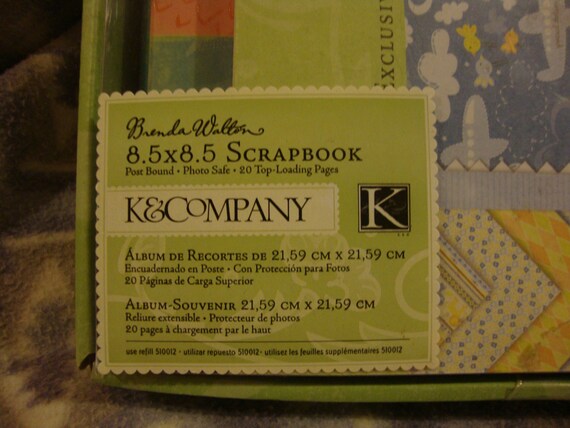 Brenda Walton
8.5x8.5 SCRAPBOOK
Post Bound • Photo Safe • 20 Top-Loading Pages
K&COMPANY
K
ÁLBUM DE RECORTES DE 21,59 CM X 21,59 CM
Encuadernado en Poste • Con Protección para Fotos
20 Páginas de Carga Superior
ALBUM-SOUVENIR 21,59 CM X 21,59 CM
Reliure extensible • Protecteur de photos
20 pages à chargement par le haut
use refill 510012 • utilizar repuesto 510012 • utilisez les feuilles supplémentaires 510012
EXCLUSIV